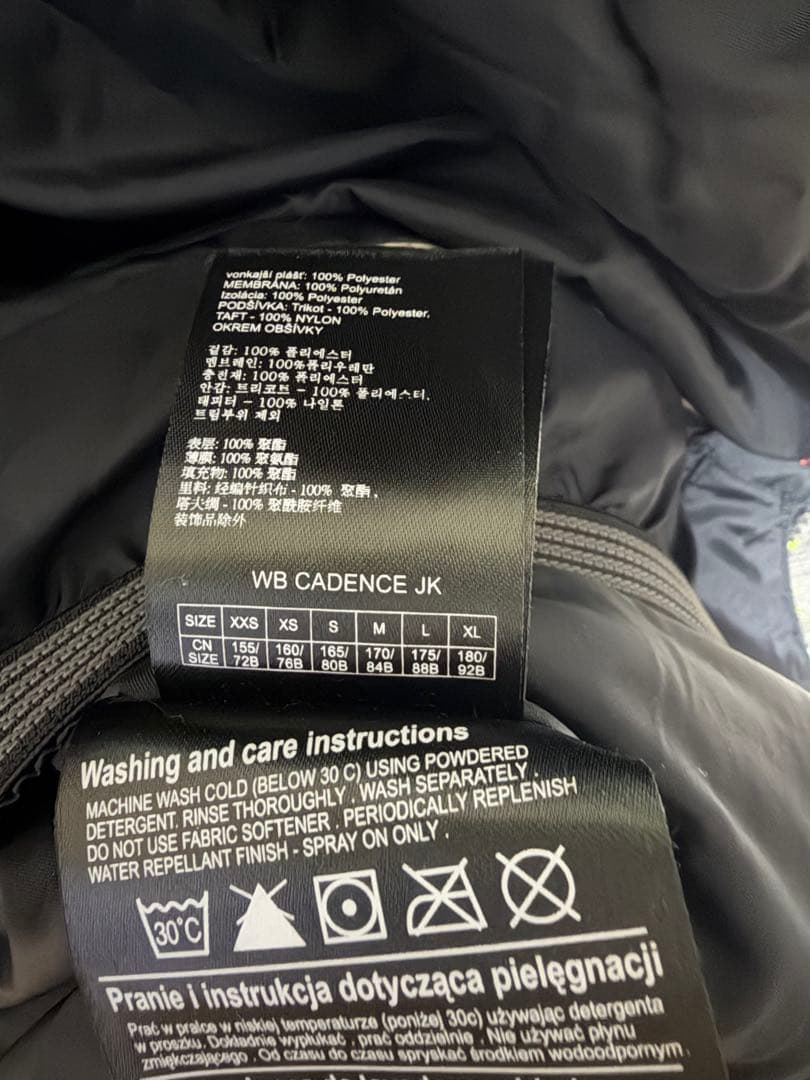 vonkajší plášť: 100% Polyester
MEMBRÁNA: 100% Polyuretán
Izolácia: 100% Polyester
PODŠÍVKA: Trikot - 100% Polyester.
TAFT - 100% NYLON
OKREM OBŠÍVKY
겉감: 100% 폴리에스터
멤브레인: 100%폴리우레탄
충전재: 100% 폴리에스터
안감: 트리코트 - 100% 폴리에스터.
태피터 - 100% 나일론
트림부위 제외
表层: 100% 聚酯
薄膜: 100% 聚氨酯
填充物: 100% 聚酯
里料: 经编针织布 - 100% 聚酯 .
塔夫绸 - 100% 聚酰胺纤维
装饰品除外
WB CADENCE JK
SIZE XXS XS S M L XL
CN SIZE 155/72B 160/76B 165/80B 170/84B 175/88B 180/92B
Washing and care instructions
MACHINE WASH COLD (BELOW 30 C) USING POWDERED
DETERGENT. RINSE THOROUGHLY . WASH SEPARATELY .
DO NOT USE FABRIC SOFTENER . PERIODICALLY REPLENISH
WATER REPELLANT FINISH - SPRAY ON ONLY .
30°C
Pranie i instrukcja dotycząca pielęgnacji
Prać w pralce w niskiej temperaturze (poniżej 30c) używając detergenta
w proszku. Dokładnie wypłukać , prać oddzielnie . Nie używać płynu
zmiękczającego . Od czasu do czasu spryskać środkiem wodoodpornym .